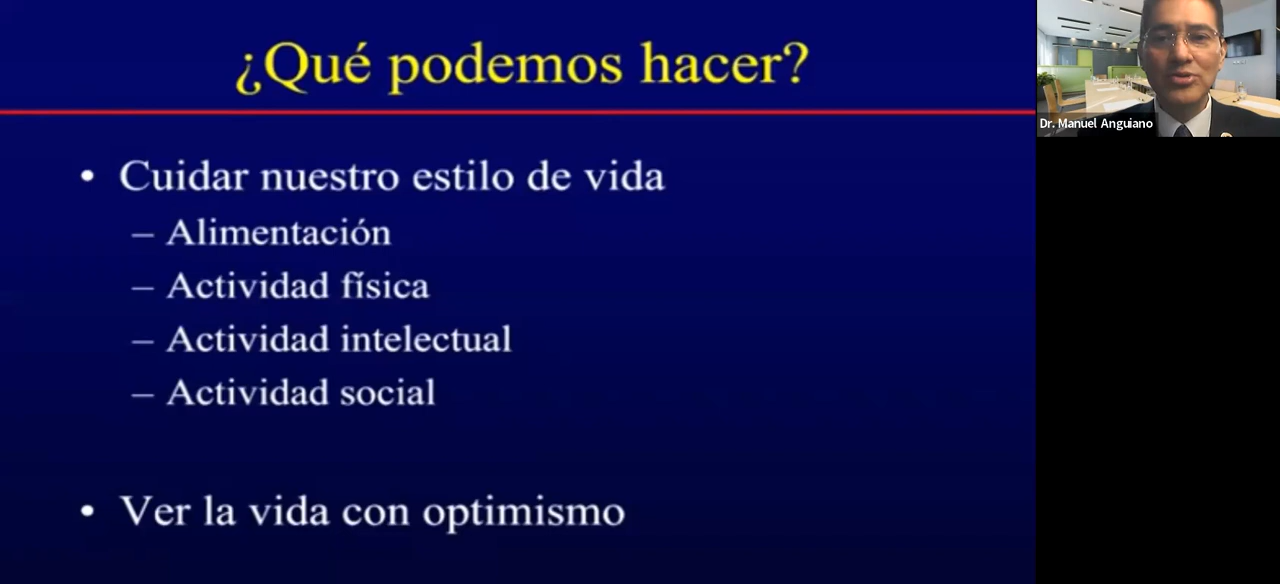 ¿Qué podemos hacer?
• Cuidar nuestro estilo de vida
– Alimentación
– Actividad física
– Actividad intelectual
– Actividad social
• Ver la vida con optimismo
Dr. Manuel Anguiano